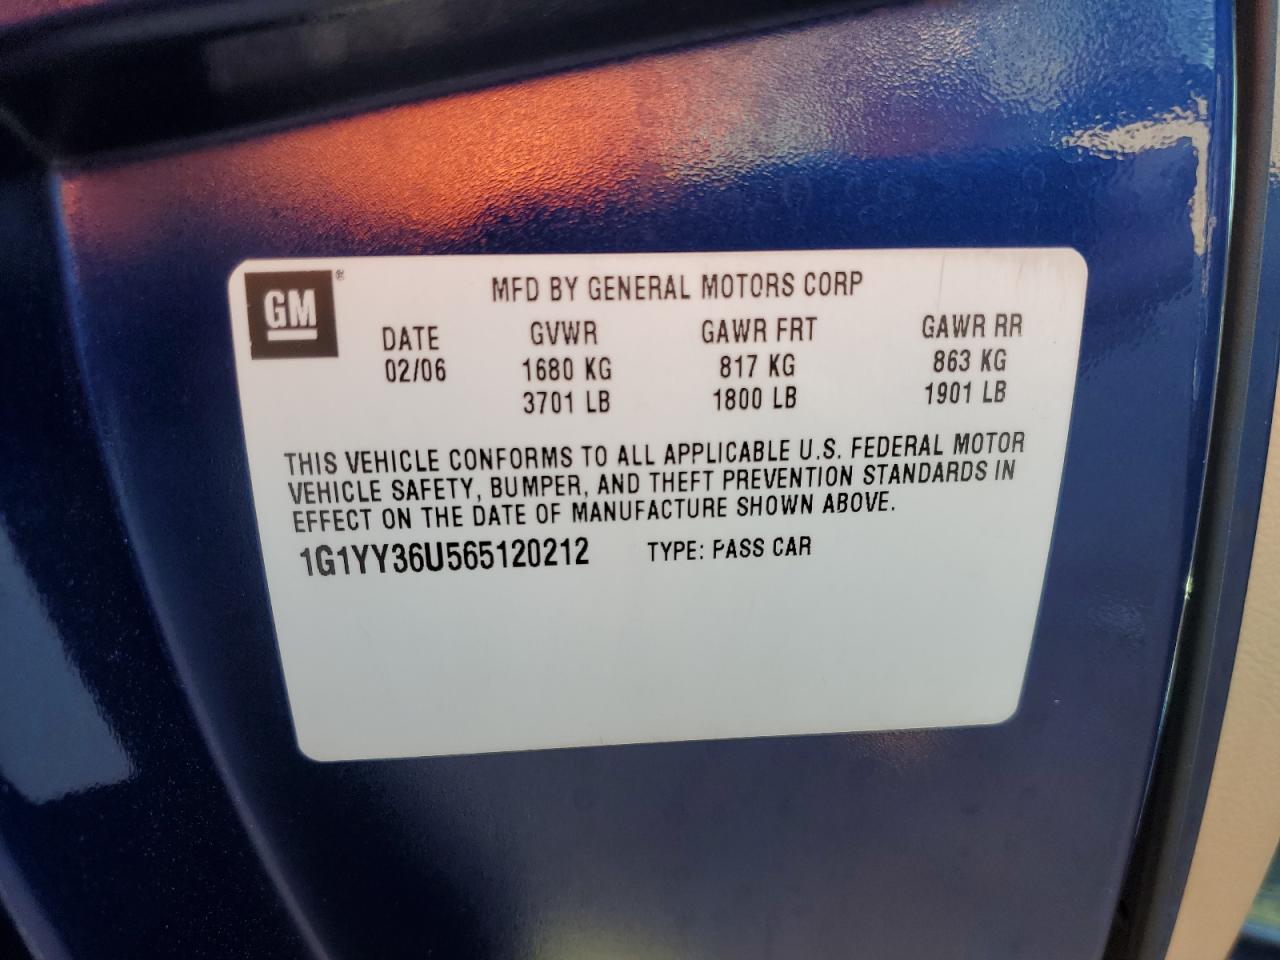 GM ®
MFD BY GENERAL MOTORS CORP
DATE GVWR GAWR FRT GAWR RR
02/06 1680 KG 817 KG 863 KG
3701 LB 1800 LB 1901 LB
THIS VEHICLE CONFORMS TO ALL APPLICABLE U.S. FEDERAL MOTOR
VEHICLE SAFETY, BUMPER, AND THEFT PREVENTION STANDARDS IN
EFFECT ON THE DATE OF MANUFACTURE SHOWN ABOVE.
1G1YY36U565120212 TYPE: PASS CAR